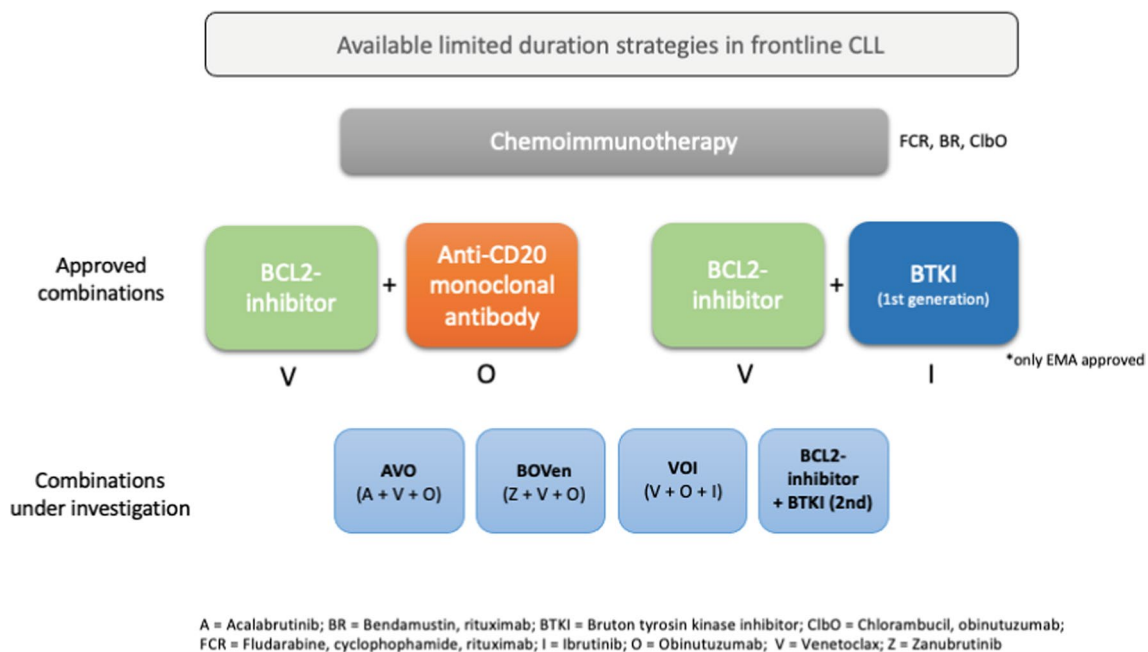 Available limited duration strategies in frontline CLL
Chemoimmunotherapy
FCR, BR, ClbO
Approved
combinations
BCL2-
inhibitor
+
Anti-CD20
monoclonal
antibody
BCL2-
inhibitor
+
BTKI
(1st generation)
*only EMA approved
V
O
V
I
Combinations
under investigation
AVO
(A + V + O)
BOVen
(Z + V + O)
VOI
(V + O + I)
BCL2-
inhibitor
+ BTKI (2nd)
A = Acalabrutinib; BR = Bendamustin, rituximab; BTKI = Bruton tyrosin kinase inhibitor; ClbO = Chlorambucil, obinutuzumab;
FCR = Fludarabine, cyclophophamide, rituximab; I = Ibrutinib; O = Obinutuzumab; V = Venetoclax; Z = Zanubrutinib